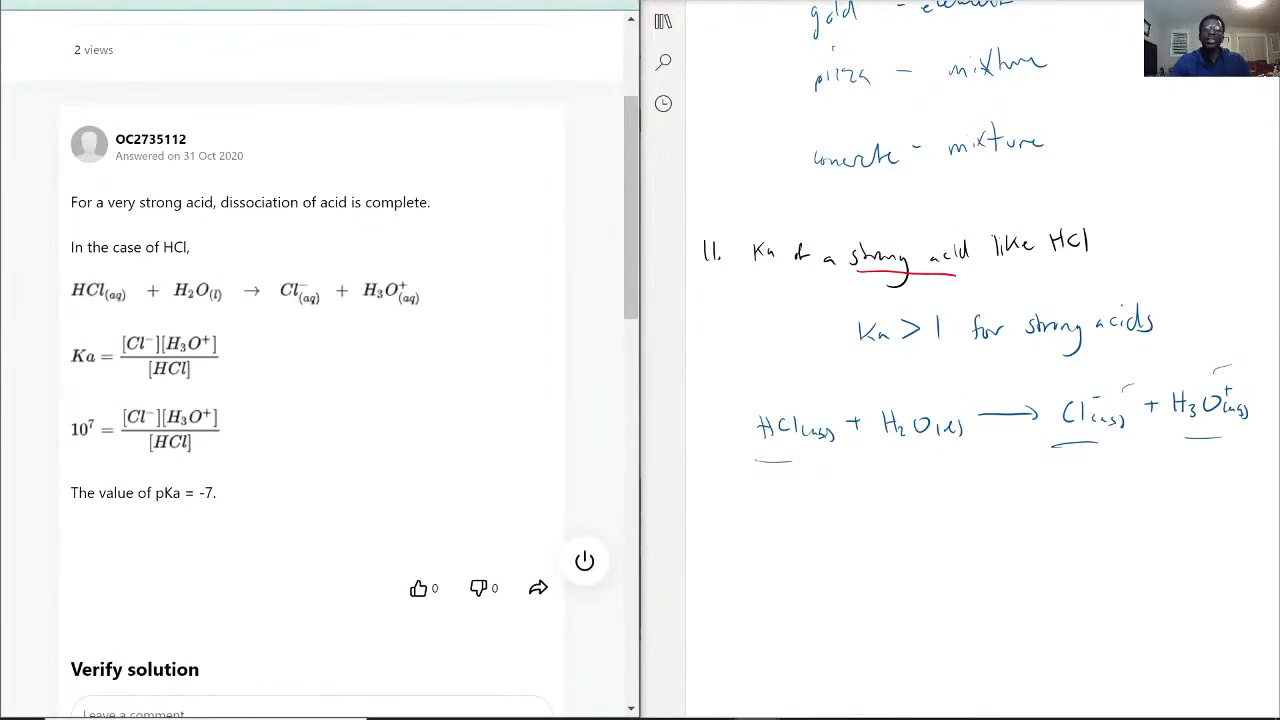 2 views
OC2735112
Answered on 31 Oct 2020
For a very strong acid, dissociation of acid is complete.
In the case of HCl,
HCl(aq) + H₂O(l) → Cl⁻(aq) + H₃O⁺(aq)
Ka = [Cl⁻][H₃O⁺] / [HCl]
10⁷ = [Cl⁻][H₃O⁺] / [HCl]
The value of pKa = -7.
0 0
Verify solution
Leave a comment
gold - element
pizza - mixture
concrete - mixture
11. Ka of a strong acid like HCl
Ka > 1 for strong acids
HCl(aq) + H₂O(l) → Cl⁻(aq) + H₃O⁺(aq)